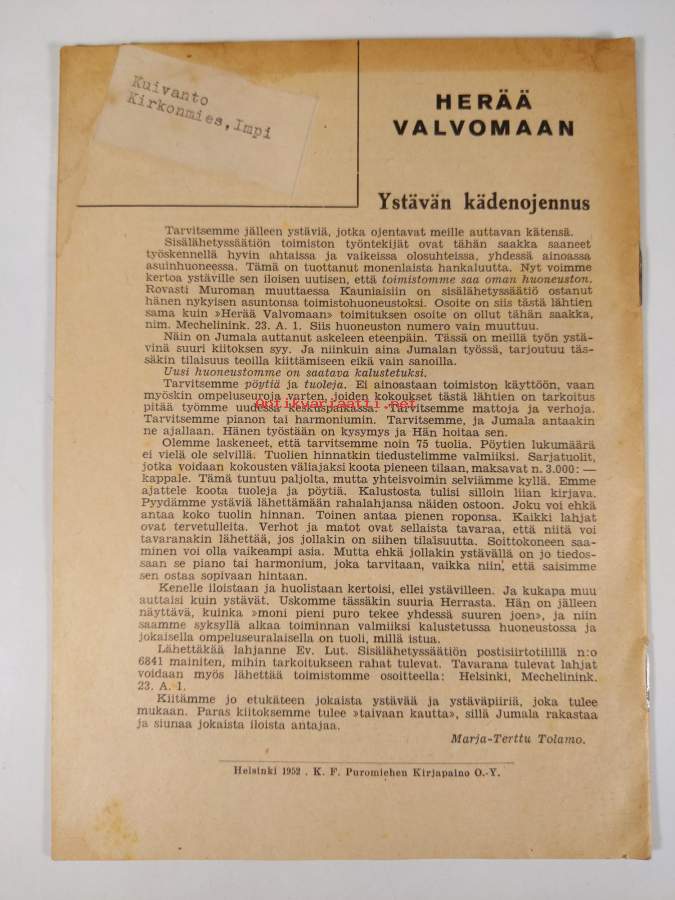 Kuivanto
Kirkonmies,Impi
HERÄÄ
VALVOMAAN
Ystävän kädenojennus
Tarvitsemme jälleen ystäviä, jotka ojentavat meille auttavan kätensä.
Sisälähetyssäätiön toimiston työntekijät ovat tähän saakka saaneet
työskennellä hyvin ahtaissa ja vaikeissa olosuhteissa, yhdessä ainoassa
asuinhuoneessa. Tämä on tuottanut monenlaista hankaluutta. Nyt voimme
kertoa ystäville sen iloisen uutisen, että toimistomme saa oman huoneuston.
Rovasti Muroman muuttaessa Kauniaisiin on sisälähetyssäätiö ostanut
hänen nykyisen asuntonsa toimistohuoneustoksi. Osoite on siis tästä lähtien
sama kuin »Herää Valvomaan» toimituksen osoite on ollut tähän saakka,
nim. Mechelinink. 23. A. 1. Siis huoneuston numero vain muuttuu.
Näin on Jumala auttanut askeleen eteenpäin. Tässä on meillä työn ystä-
vinä suuri kiitoksen syy. Ja niinkuin aina Jumalan työssä, tarjoutuu täs-
säkin tilaisuus teoilla kiittämiseen eikä vain sanoilla.
Uusi huoneustomme on saatava kalustetuksi.
Tarvitsemme pöytiä ja tuoleja. Ei ainoastaan toimiston käyttöön, vaan
myöskin ompeluseuroja varten, joiden kokoukset tästä lähtien on tarkoitus
antikvariaatti.net
pitää työmme uudessa keskuspaikassa. Tarvitsemme mattoja ja verhoja.
Tarvitsemme pianon tai harmoniumin. Tarvitsemme, ja Jumala antaakin
ne ajallaan. Hänen työstään on kysymys ja Hän hoitaa sen.
Olemme laskeneet, että tarvitsemme noin 75 tuolia. Pöytien lukumäärä
ei vielä ole selvillä. Tuolien hinnatkin tiedustelimme valmiiksi. Sarjatuolit,
jotka voidaan kokousten väliajaksi koota pieneen tilaan, maksavat n. 3.000: —
kappale. Tämä tuntuu paljolta, mutta yhteisvoimin selviämme kyllä. Emme
ajattele koota tuoleja ja pöytiä. Kalustosta tulisi silloin liian kirjava.
Pyydämme ystäviä lähettämään rahalahjansa näiden ostoon. Joku voi ehkä
antaa koko tuolin hinnan. Toinen antaa pienen roponsa. Kaikki lahjat
ovat tervetulleita. Verhot ja matot ovat sellaista tavaraa, että niitä voi
tavaranakin lähettää, jos jollakin on siihen tilaisuutta. Soittokoneen saa-
minen voi olla vaikeampi asia. Mutta ehkä jollakin ystävällä on jo tiedos-
saan se piano tai harmonium, joka tarvitaan, vaikka niin, että saisimme
sen ostaa sopivaan hintaan.
Kenelle iloistaan ja huolistaan kertoisi, ellei ystävilleen. Ja kukapa muu
auttaisi kuin ystävät. Uskomme tässäkin suuria Herrasta. Hän on jälleen
näyttävä, kuinka »moni pieni puro tekee yhdessä suuren joen», ja niin
saamme syksyllä alkaa toiminnan valmiiksi kalustetussa huoneustossa ja
jokaisella ompeluseuralaisella on tuoli, millä istua.
Lähettäkää lahjanne Ev. Lut. Sisälähetyssäätiön postisiirtotilillä n:o
6841 mainiten, mihin tarkoitukseen rahat tulevat. Tavarana tulevat lahjat
voidaan myös lähettää toimistomme osoitteella: Helsinki, Mechelinink.
23. A. 1.
Kiitämme jo etukäteen jokaista ystävää ja ystäväpiiriä, joka tulee
mukaan. Paras kiitoksemme tulee »taivaan kautta», sillä Jumala rakastaa
ja siunaa jokaista iloista antajaa.
Marja-Terttu Tolamo.
Helsinki 1952 . K. F. Puromiehen Kirjapaino O.-Y.